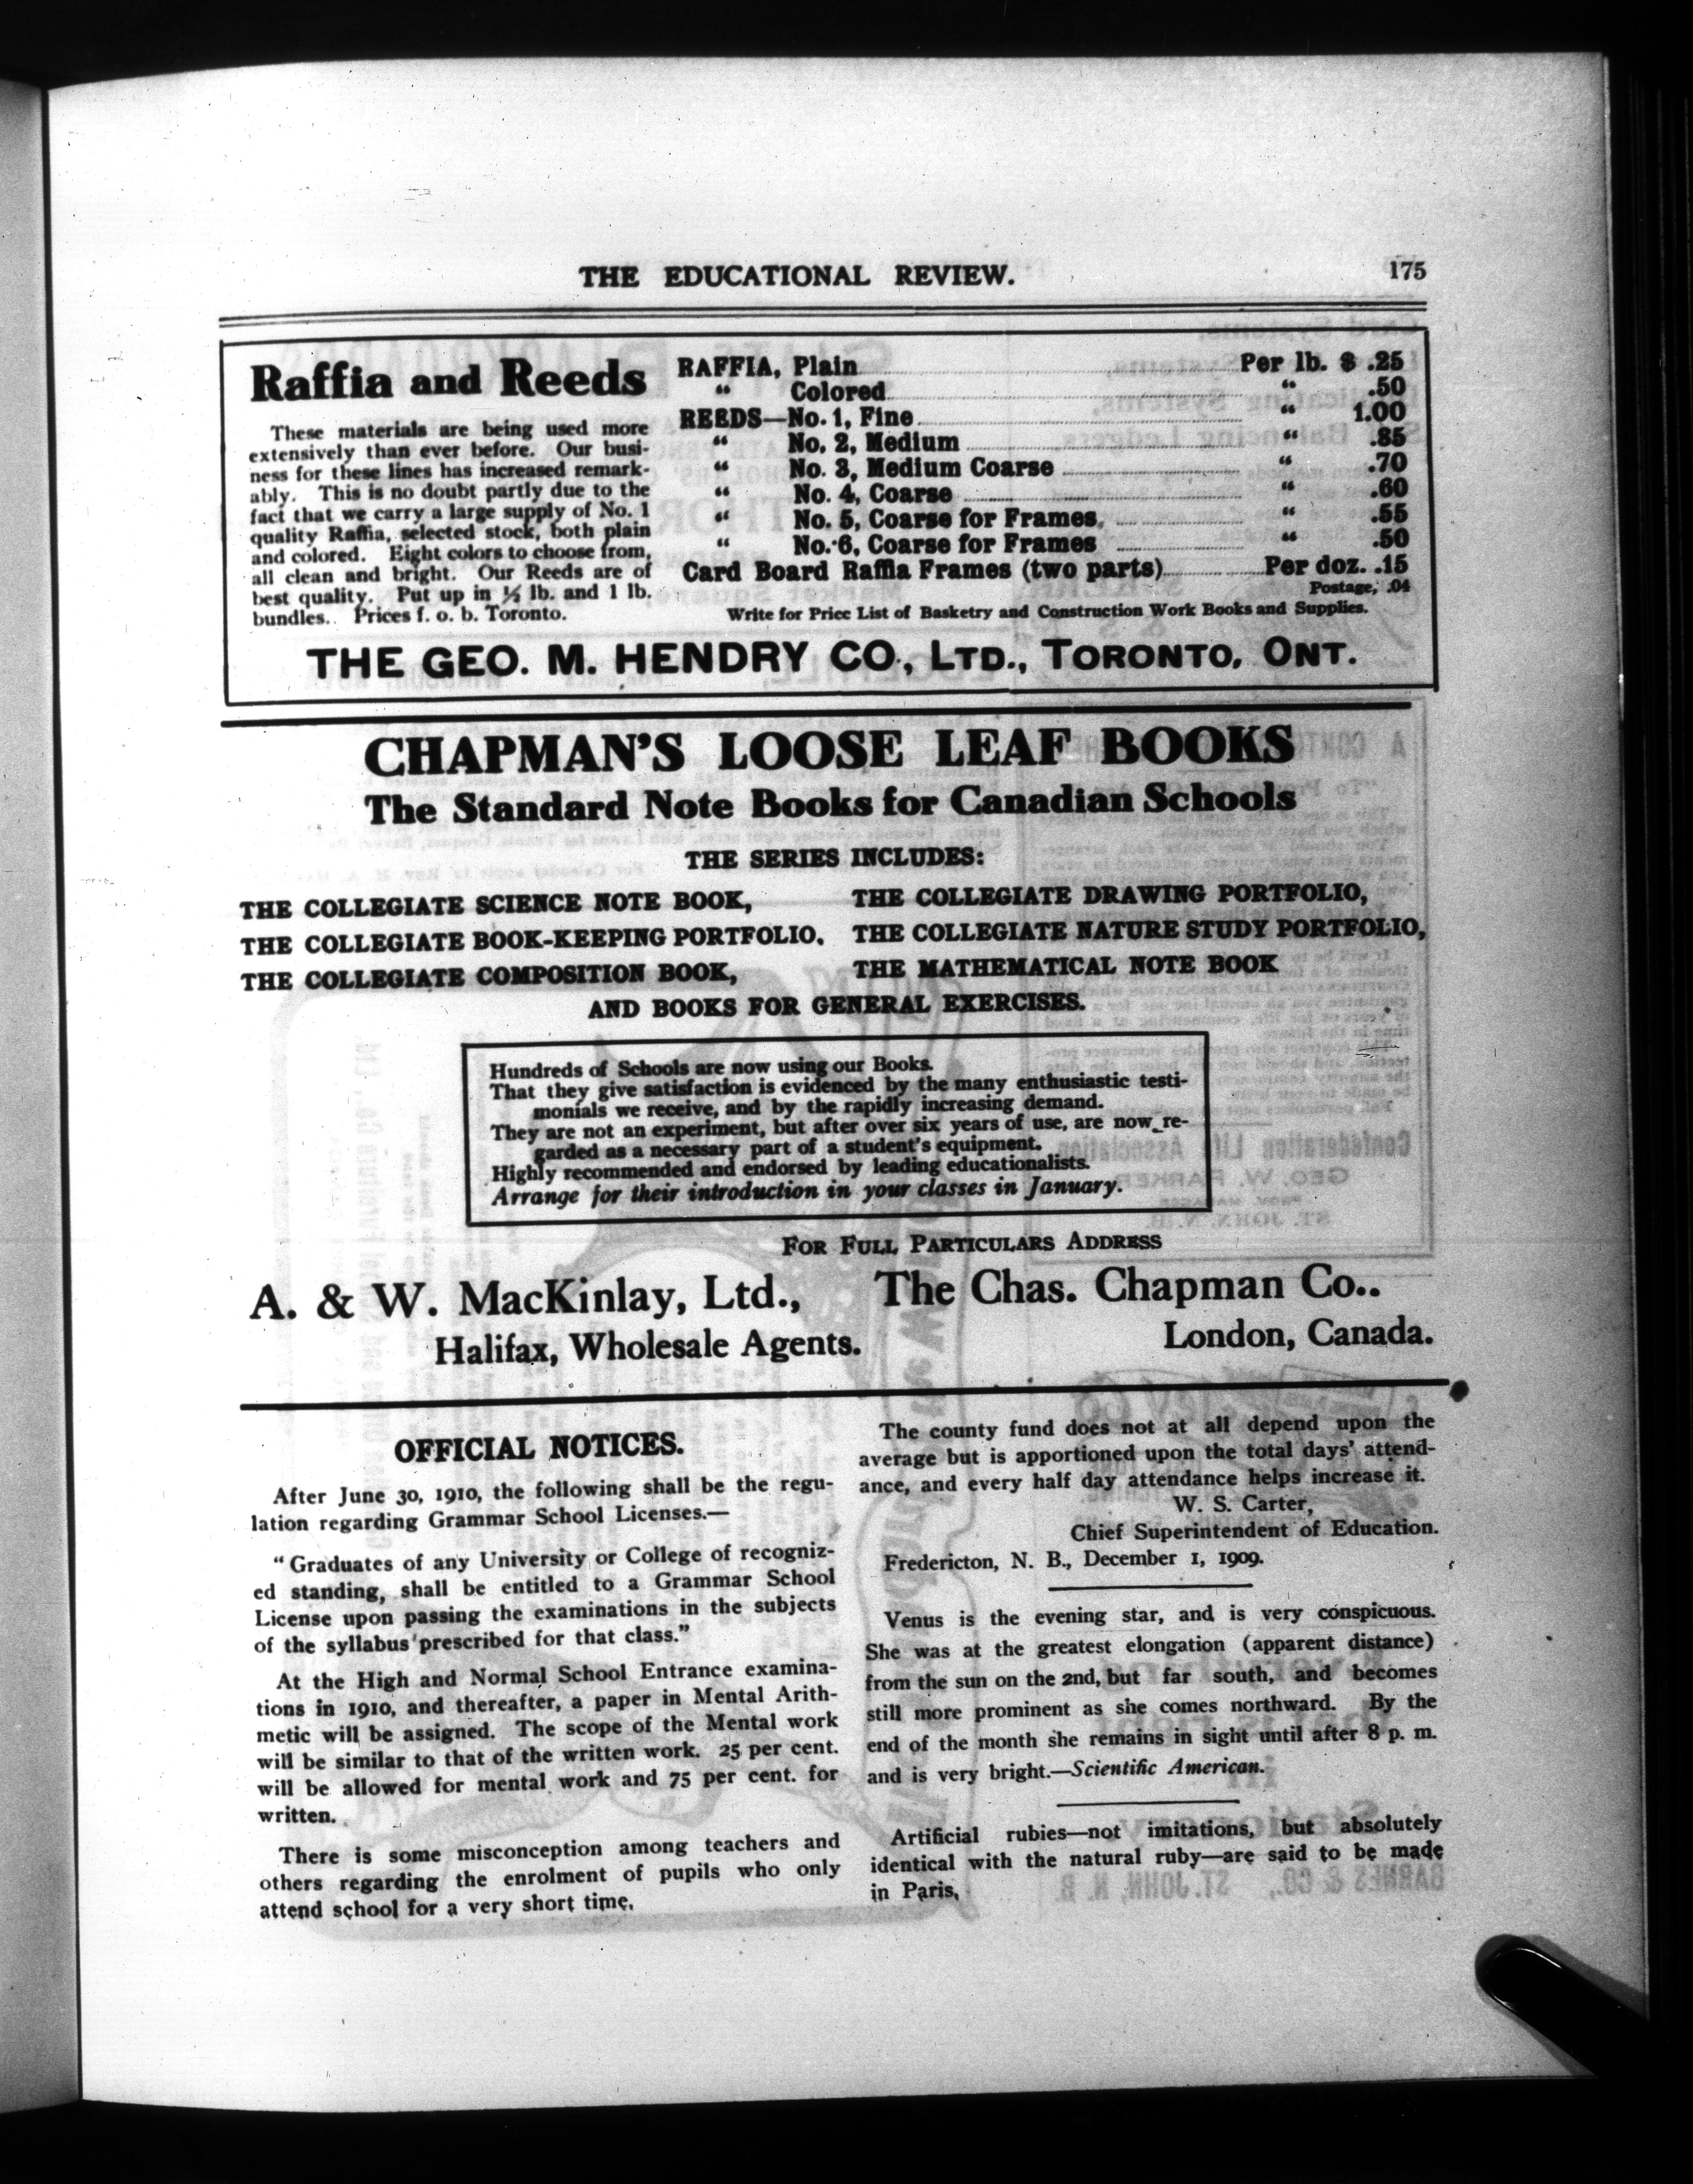 THE EDUCATIONAL REVIEW. 175
Raffia and Reeds
These materials are being used more
extensively than ever before. Our busi-
ness for these lines has increased remark-
ably. This is no doubt partly due to the
fact that we carry a large supply of No. 1
quality Raffia, selected stock, both plain
and colored. Eight colors to choose from,
all clean and bright. Our Reeds are of
best quality. Put up in ½ lb. and 1 lb.
bundles. Prices f. o. b. Toronto.
RAFFIA, Plain Per lb. $ .25
" Colored " .50
REEDS—No. 1, Fine " 1.00
" No. 2, Medium " .85
" No. 3, Medium Coarse " .70
" No. 4, Coarse " .60
" No. 5, Coarse for Frames, " .55
" No. 6, Coarse for Frames " .50
Card Board Raffia Frames (two parts) Per doz. .15
Postage, .04
Write for Price List of Basketry and Construction Work Books and Supplies.
THE GEO. M. HENDRY CO., LTD., TORONTO, ONT.
CHAPMAN'S LOOSE LEAF BOOKS
The Standard Note Books for Canadian Schools
THE SERIES INCLUDES:
THE COLLEGIATE SCIENCE NOTE BOOK, THE COLLEGIATE DRAWING PORTFOLIO,
THE COLLEGIATE BOOK-KEEPING PORTFOLIO, THE COLLEGIATE NATURE STUDY PORTFOLIO,
THE COLLEGIATE COMPOSITION BOOK, THE MATHEMATICAL NOTE BOOK
AND BOOKS FOR GENERAL EXERCISES.
Hundreds of Schools are now using our Books.
That they give satisfaction is evidenced by the many enthusiastic testi-
monials we receive, and by the rapidly increasing demand.
They are not an experiment, but after over six years of use, are now re-
garded as a necessary part of a student's equipment.
Highly recommended and endorsed by leading educationalists.
Arrange for their introduction in your classes in January.
FOR FULL PARTICULARS ADDRESS
A. & W. MacKinlay, Ltd.,
Halifax, Wholesale Agents.
The Chas. Chapman Co..
London, Canada.
OFFICIAL NOTICES.
After June 30, 1910, the following shall be the regu-
lation regarding Grammar School Licenses.—
"Graduates of any University or College of recogniz-
ed standing, shall be entitled to a Grammar School
License upon passing the examinations in the subjects
of the syllabus prescribed for that class."
At the High and Normal School Entrance examina-
tions in 1910, and thereafter, a paper in Mental Arith-
metic will be assigned. The scope of the Mental work
will be similar to that of the written work. 25 per cent.
will be allowed for mental work and 75 per cent. for
written.
There is some misconception among teachers and
others regarding the enrolment of pupils who only
attend school for a very short time.
The county fund does not at all depend upon the
average but is apportioned upon the total days' attend-
ance, and every half day attendance helps increase it.
W. S. Carter,
Chief Superintendent of Education.
Fredericton, N. B., December 1, 1909.
Venus is the evening star, and is very conspicuous.
She was at the greatest elongation (apparent distance)
from the sun on the 2nd, but far south, and becomes
still more prominent as she comes northward. By the
end of the month she remains in sight until after 8 p. m.
and is very bright.—Scientific American.
Artificial rubies—not imitations, but absolutely
identical with the natural ruby—are said to be made
in Paris.